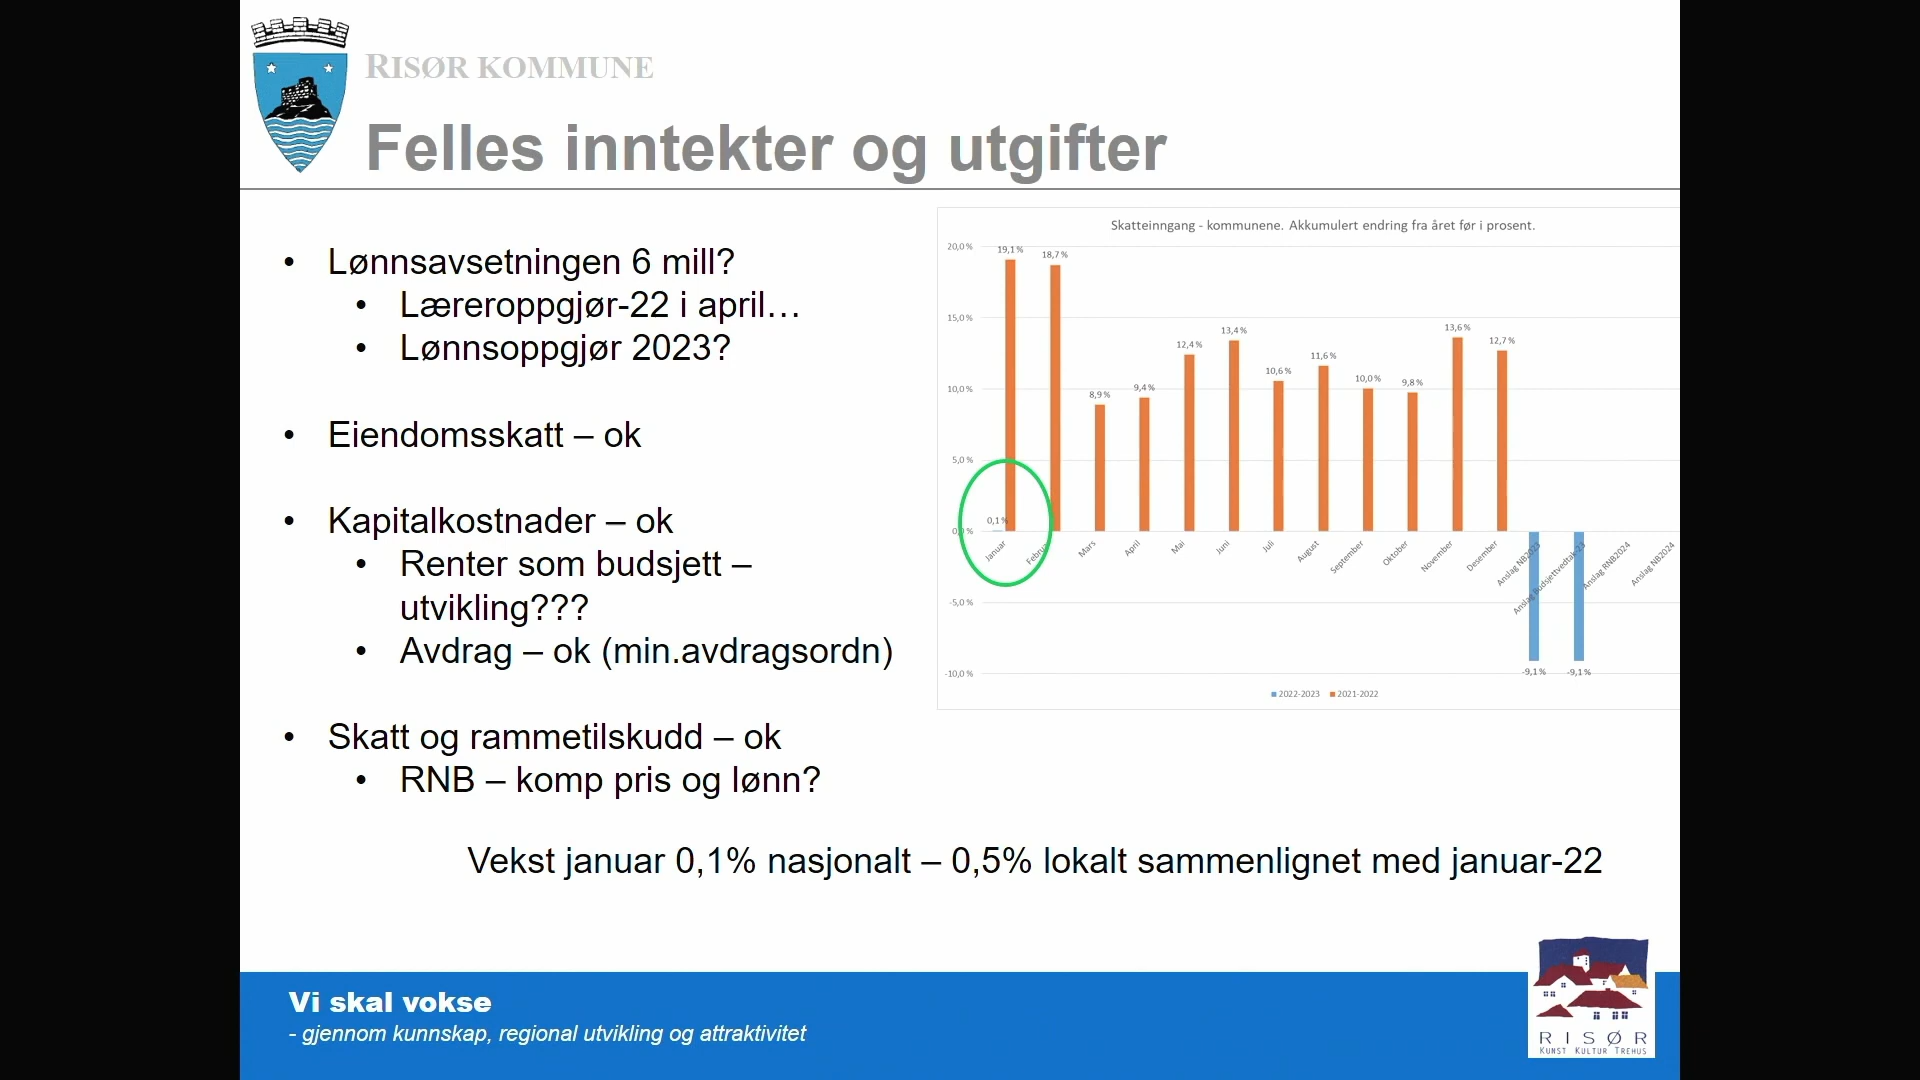 RISØR KOMMUNE
Felles inntekter og utgifter
• Lønnsavsetningen 6 mill?
• Læreroppgjør-22 i april…
• Lønnsoppgjør 2023?
• Eiendomsskatt – ok
• Kapitalkostnader – ok
• Renter som budsjett –
utvikling???
• Avdrag – ok (min.avdragsordn)
• Skatt og rammetilskudd – ok
• RNB – komp pris og lønn?
Skatteinngang - kommunene. Akkumulert endring fra året før i prosent.
20,0 %
15,0 %
10,0 %
5,0 %
0,0 %
-5,0 %
-10,0 %
0,1 %
19,1 %
18,7 %
8,9 %
9,4 %
12,4 %
13,4 %
10,6 %
11,6 %
10,0 %
9,8 %
13,6 %
12,7 %
-9,1 %
-9,1 %
Januar
Februar
Mars
April
Mai
Juni
Juli
August
September
Oktober
November
Desember
Anslag NB2023
Anslag Budsjettvedtak 23
Anslag RNB2024
Anslag NB2024
2022-2023 2021-2022
Vekst januar 0,1% nasjonalt – 0,5% lokalt sammenlignet med januar-22
Vi skal vokse
- gjennom kunnskap, regional utvikling og attraktivitet
RISØR
KUNST KULTUR TREHUS